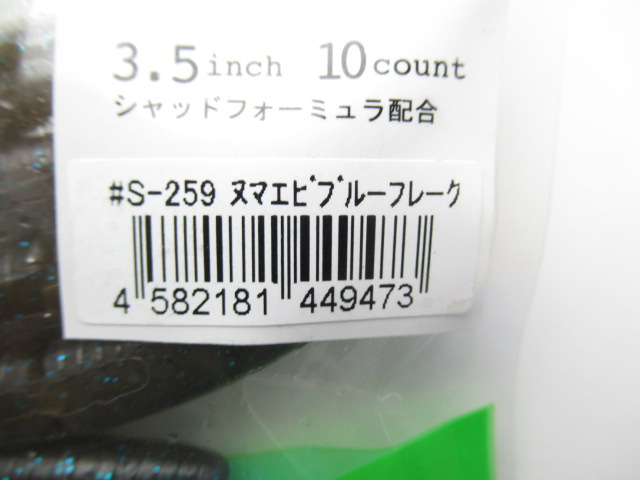 3.5inch 10count
シャッドフォーミュラ配合
#S-259 ヌマエビブルーフレーク
4 582181 449473